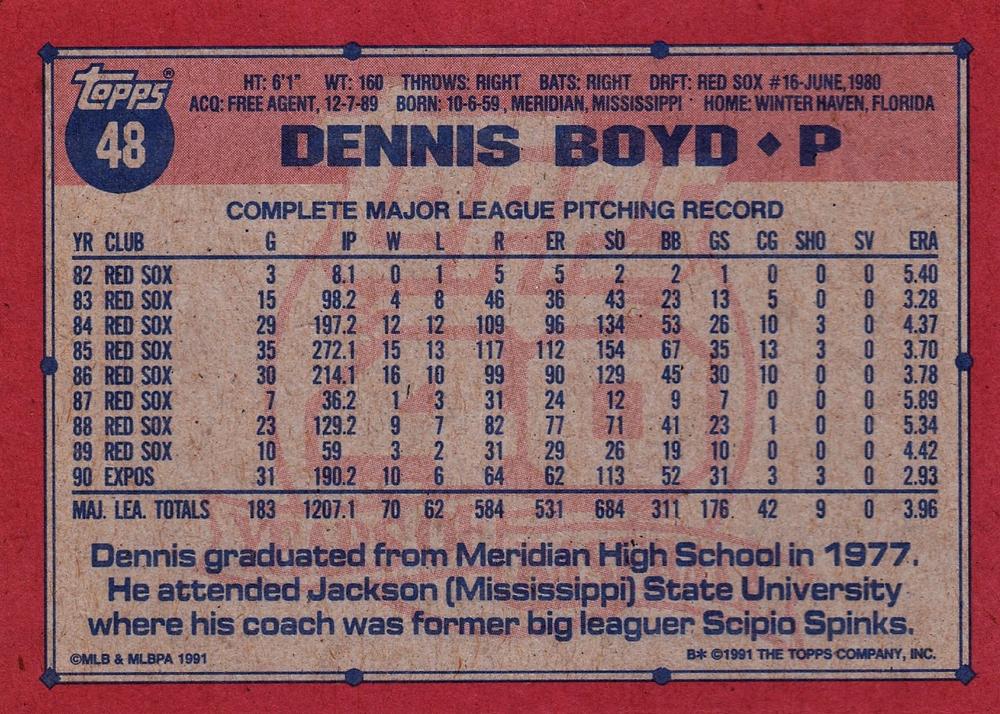 Topps®
48
HT: 6'1" WT: 160 THROWS: RIGHT BATS: RIGHT DRFT: RED SOX #16-JUNE, 1980
ACQ: FREE AGENT, 12-7-89 BORN: 10-6-59, MERIDIAN, MISSISSIPPI HOME: WINTER HAVEN, FLORIDA
DENNIS BOYD ♦ P
COMPLETE MAJOR LEAGUE PITCHING RECORD
YR CLUB G IP W L R ER SO BB GS CG SHO SV ERA
82 RED SOX 3 8.1 0 1 5 5 2 2 1 0 0 0 5.40
83 RED SOX 15 98.2 4 8 46 36 43 23 13 5 0 0 3.28
84 RED SOX 29 197.2 12 12 109 96 134 53 26 10 3 0 4.37
85 RED SOX 35 272.1 15 13 117 112 154 67 35 13 3 0 3.70
86 RED SOX 30 214.1 16 10 99 90 129 45 30 10 0 0 3.78
87 RED SOX 7 36.2 1 3 31 24 12 9 7 0 0 0 5.89
88 RED SOX 23 129.2 9 7 82 77 71 41 23 1 0 0 5.34
89 RED SOX 10 59 3 2 31 29 26 19 10 0 0 0 4.42
90 EXPOS 31 190.2 10 6 64 62 113 52 31 3 3 0 2.93
MAJ. LEA. TOTALS 183 1207.1 70 62 584 531 684 311 176 42 9 0 3.96
Dennis graduated from Meridian High School in 1977.
He attended Jackson (Mississippi) State University
where his coach was former big leaguer Scipio Spinks.
©MLB & MLBPA 1991 B* ©1991 THE TOPPS COMPANY, INC.